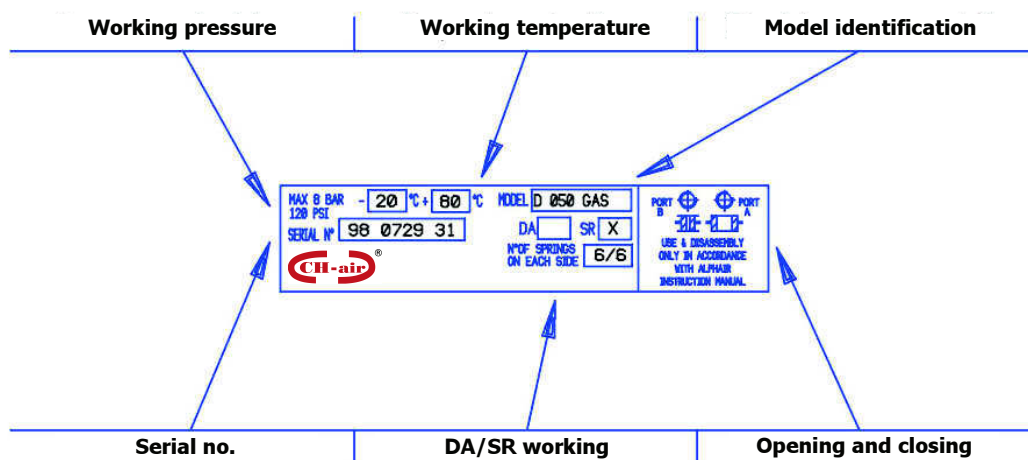 Working pressure
Working temperature
Model identification
MAX 8 BAR
120 PSI
- 20 °C + 80 °C
MODEL D 050 GAS
SERIAL N° 98 0729 31
DA SR X
N°OF SPRINGS
ON EACH SIDE
6/6
CH-air®
PORT
B
PORT
A
USE & DISASSEMBLY
ONLY IN ACCORDANCE
WITH ALPHAIR
INSTRUCTION MANUAL
Serial no.
DA/SR working
Opening and closing